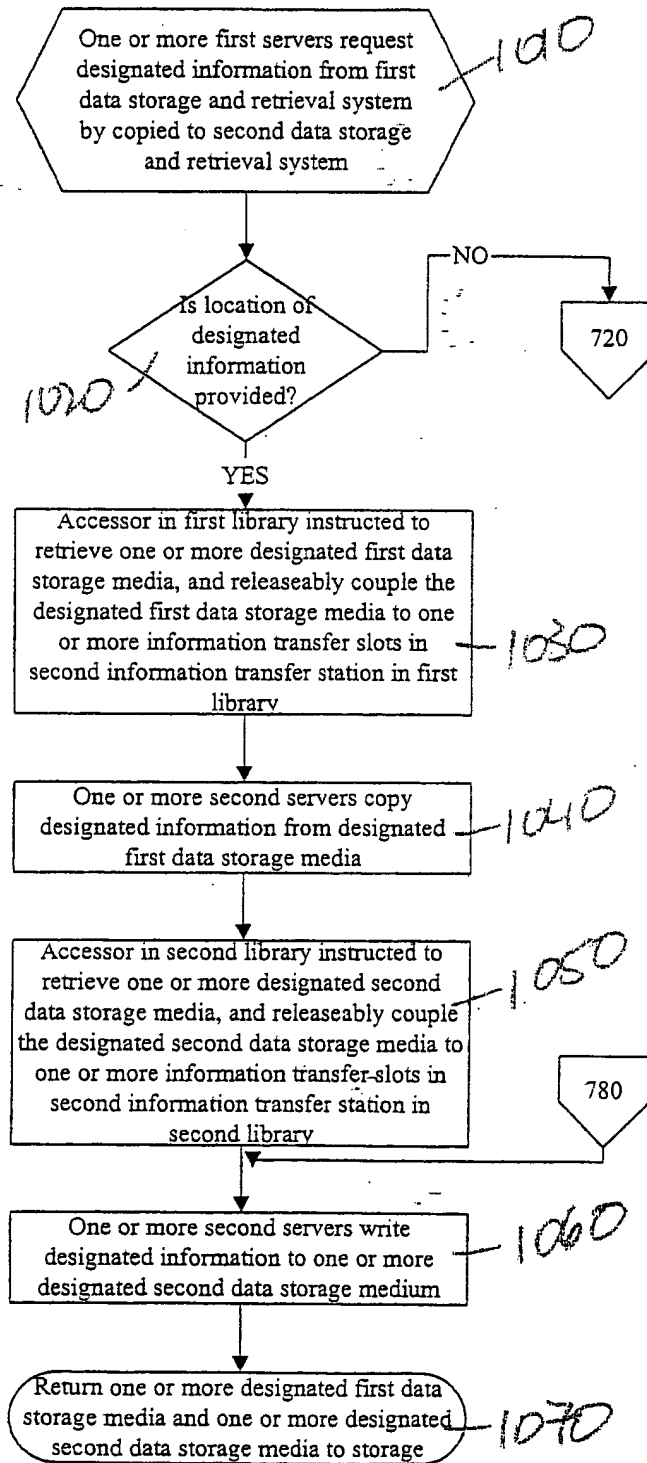 One or more first servers request
designated information from first
data storage and retrieval system
by copied to second data storage
and retrieval system
1010
Is location of
designated
information
provided?
1020
NO
720
YES
Accessor in first library instructed to
retrieve one or more designated first data
storage media, and releaseably couple the
designated first data storage media to one
or more information transfer slots in
second information transfer station in first
library
1030
One or more second servers copy
designated information from designated
first data storage media
1040
Accessor in second library instructed to
retrieve one or more designated second
data storage media, and releaseably couple
the designated second data storage media to
one or more information transfer slots in
second information transfer station in
second library
1050
780
One or more second servers write
designated information to one or more
designated second data storage medium
1060
Return one or more designated first data
storage media and one or more designated
second data storage media to storage
1070